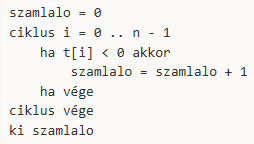 szamlalo = 0
ciklus i = 0 .. n - 1
    ha t[i] < 0 akkor
        szamlalo = szamlalo + 1
    ha vége
ciklus vége
ki szamlalo